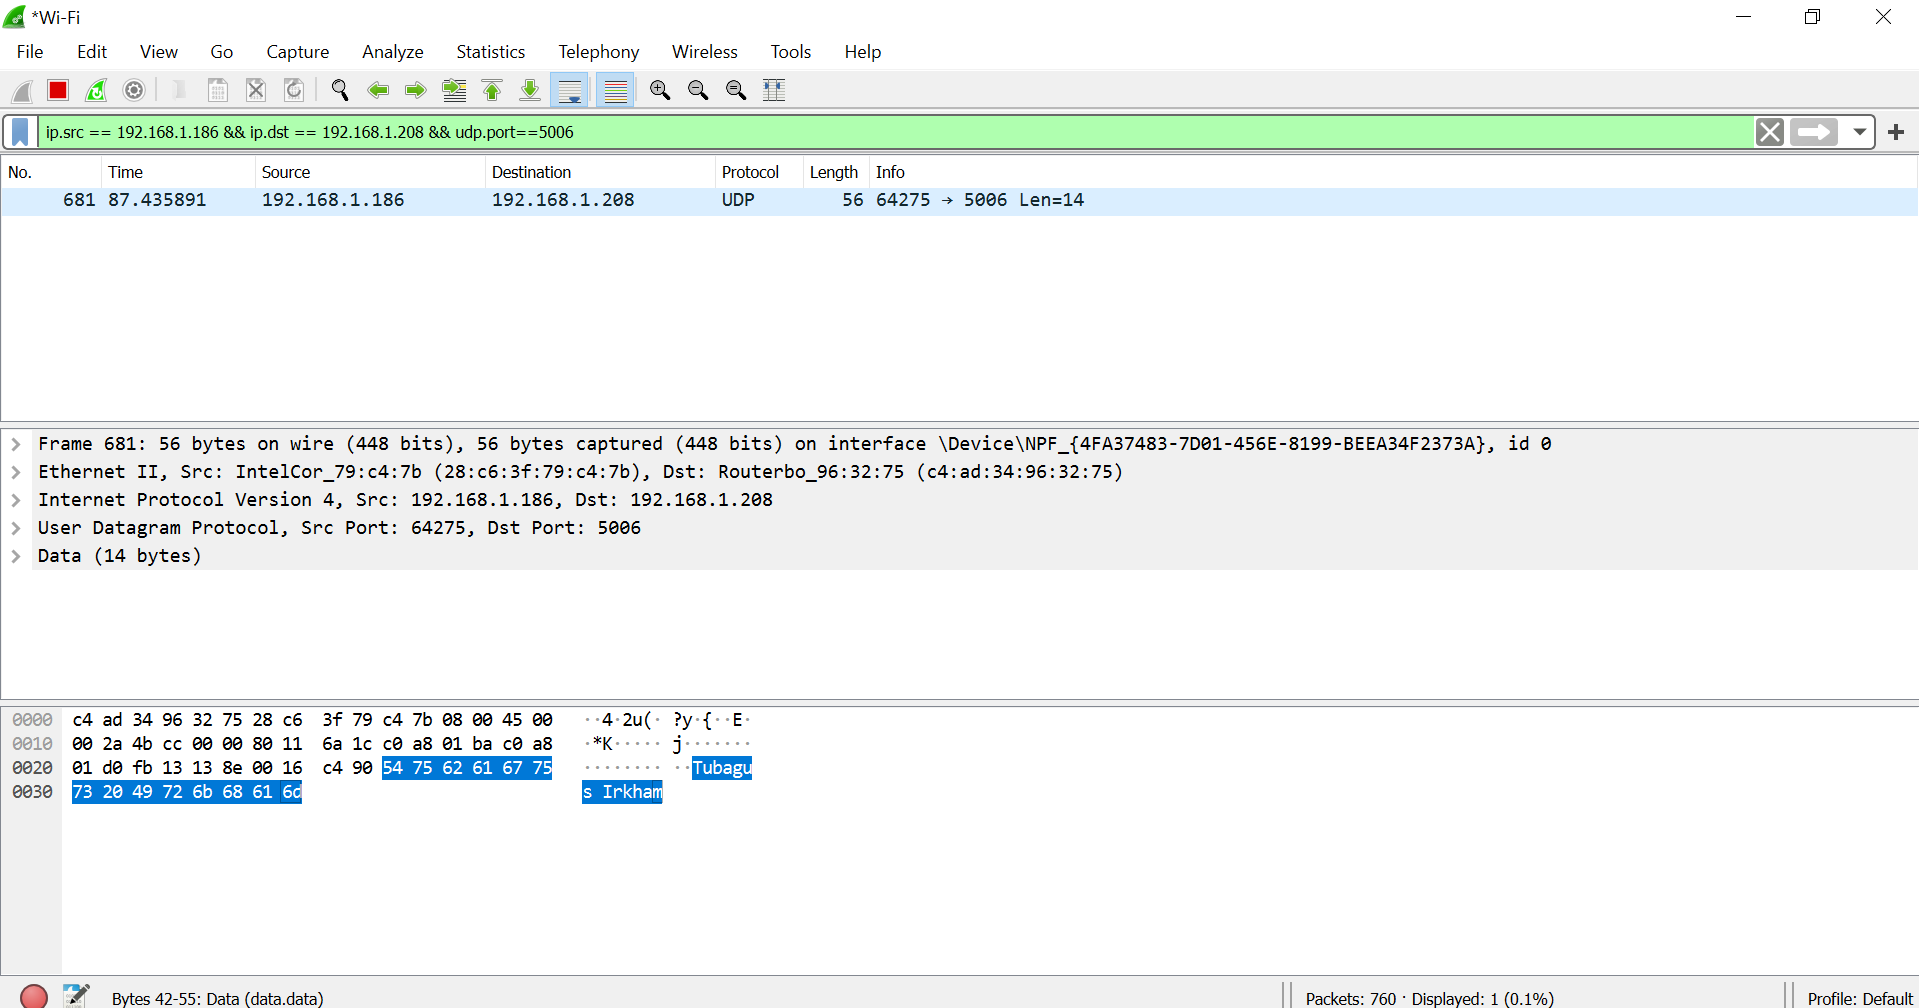 *Wi-Fi
File Edit View Go Capture Analyze Statistics Telephony Wireless Tools Help
ip.src == 192.168.1.186 && ip.dst == 192.168.1.208 && udp.port==5006
No. Time Source Destination Protocol Length Info
681 87.435891 192.168.1.186 192.168.1.208 UDP 56 64275 → 5006 Len=14
Frame 681: 56 bytes on wire (448 bits), 56 bytes captured (448 bits) on interface \Device\NPF_{4FA37483-7D01-456E-8199-BEEA34F2373A}, id 0
Ethernet II, Src: IntelCor_79:c4:7b (28:c6:3f:79:c4:7b), Dst: Routerbo_96:32:75 (c4:ad:34:96:32:75)
Internet Protocol Version 4, Src: 192.168.1.186, Dst: 192.168.1.208
User Datagram Protocol, Src Port: 64275, Dst Port: 5006
Data (14 bytes)
0000 c4 ad 34 96 32 75 28 c6 3f 79 c4 7b 08 00 45 00 ··4·2u(· ?y·{··E·
0010 00 2a 4b cc 00 00 80 11 6a 1c c0 a8 01 ba c0 a8 ·*K····· j·······
0020 01 d0 fb 13 13 8e 00 16 c4 90 54 75 62 61 67 75 ········ ··Tubagu
0030 73 20 49 72 6b 68 61 6d s Irkham
Bytes 42-55: Data (data.data) Packets: 760 · Displayed: 1 (0.1%) Profile: Default